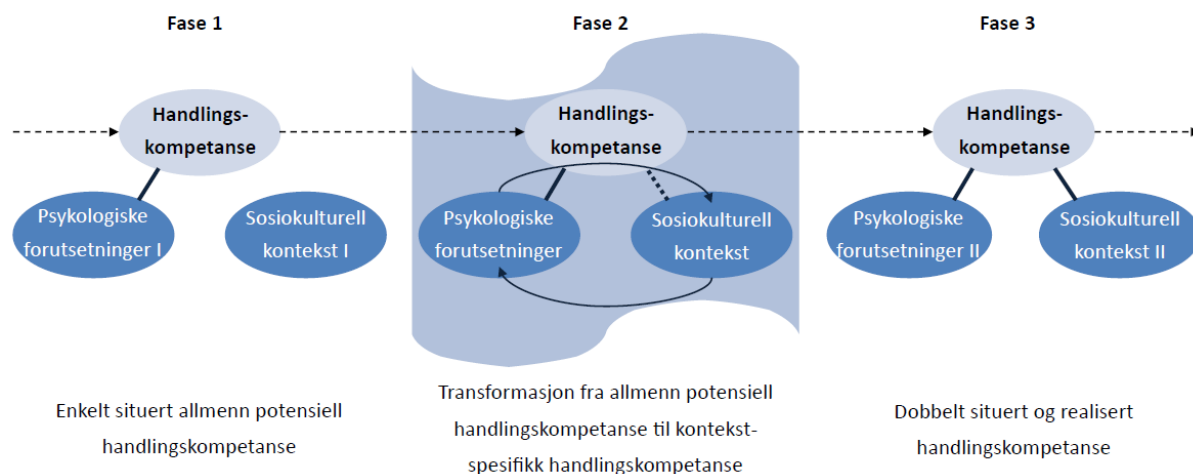 Fase 1
Fase 2
Fase 3
Handlings-
kompetanse
Psykologiske
forutsetninger I
Sosiokulturell
kontekst I
Handlings-
kompetanse
Psykologiske
forutsetninger
Sosiokulturell
kontekst
Handlings-
kompetanse
Psykologiske
forutsetninger II
Sosiokulturell
kontekst II
Enkelt situert allmenn potensiell
handlingskompetanse
Transformasjon fra allmenn potensiell
handlingskompetanse til kontekst-
spesifikk handlingskompetanse
Dobbelt situert og realisert
handlingskompetanse